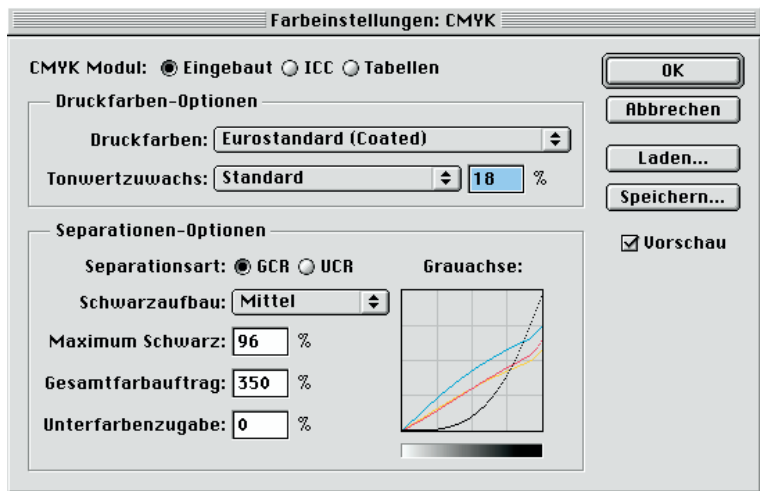 Farbeinstellungen: CMYK
CMYK Modul: Eingebaut ICC Tabellen
OK
Druckfarben-Optionen
Abbrechen
Druckfarben: Eurostandard (Coated)
Laden...
Tonwertzuwachs: Standard 18 %
Speichern...
Separationen-Optionen
Vorschau
Separationsart: GCR UCR
Grauachse:
Schwarzaufbau: Mittel
Maximum Schwarz: 96 %
Gesamtfarbauftrag: 350 %
Unterfarbenzugabe: 0 %